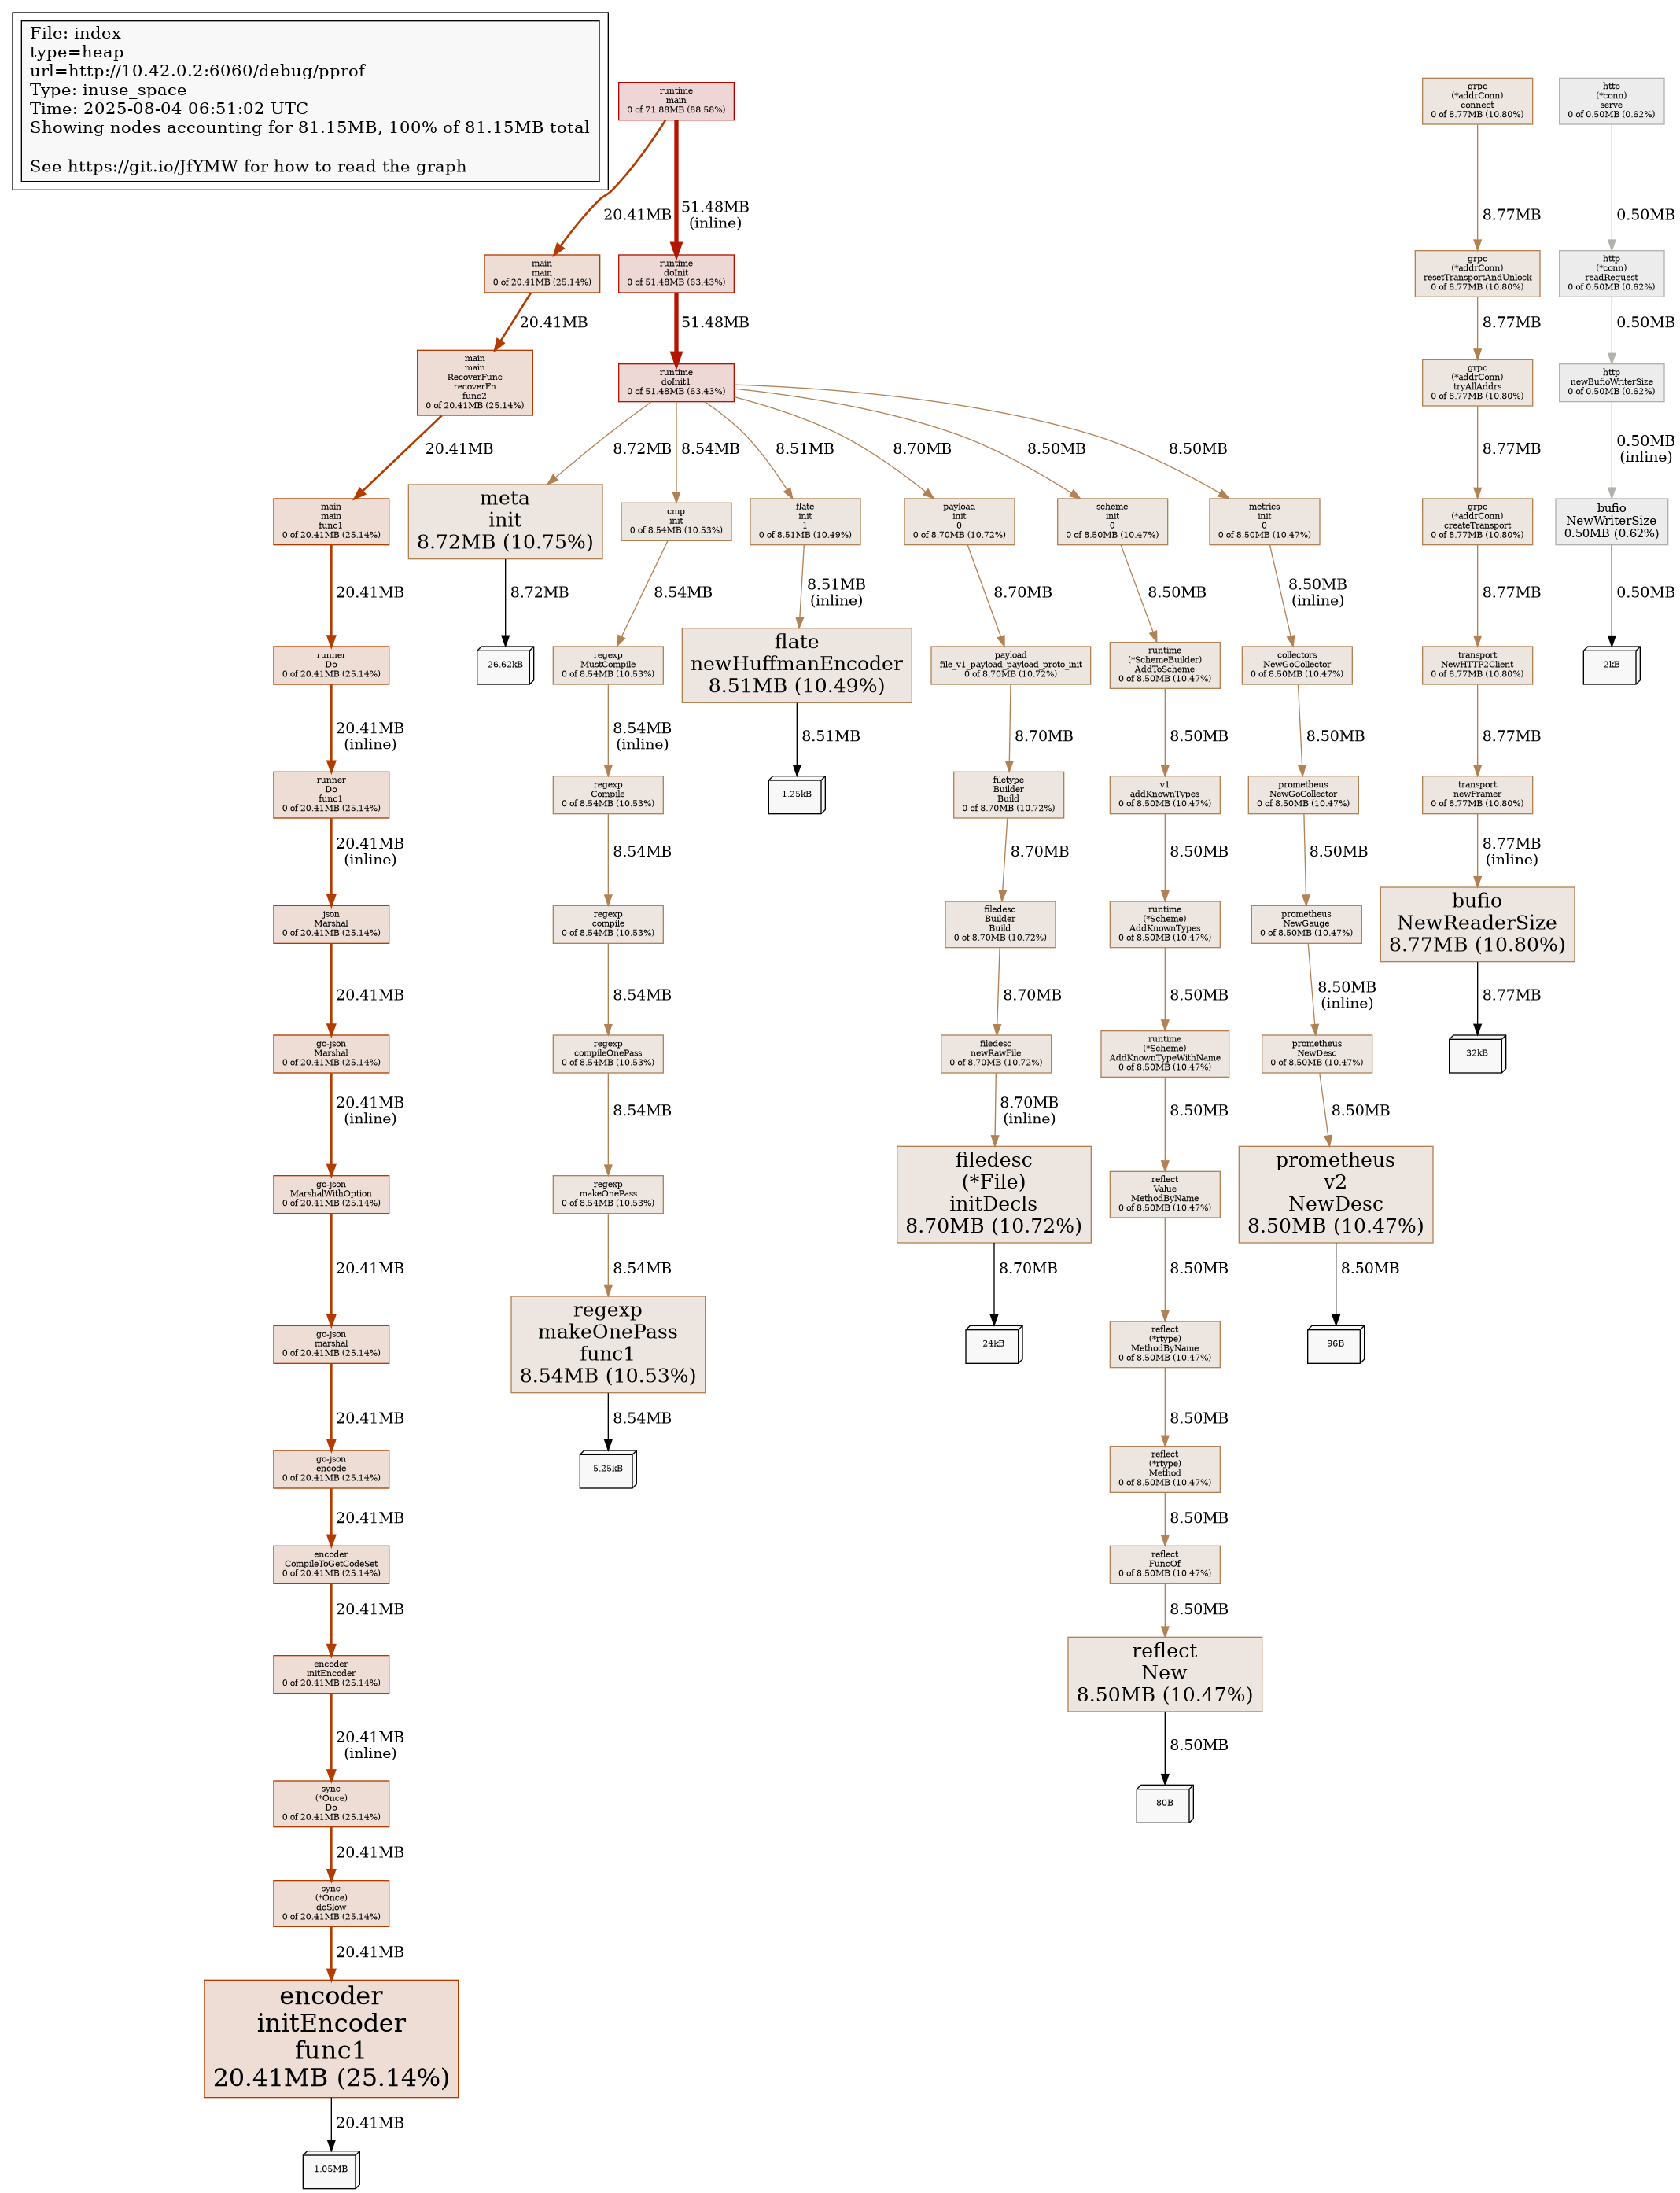 File: index
type=heap
url=http://10.42.0.2:6060/debug/pprof
Type: inuse_space
Time: 2025-08-04 06:51:02 UTC
Showing nodes accounting for 81.15MB, 100% of 81.15MB total
See https://git.io/JfYMW for how to read the graph
runtime
main
0 of 71.88MB (88.58%)
20.41MB
51.48MB
(inline)
main
main
0 of 20.41MB (25.14%)
runtime
doInit
0 of 51.48MB (63.43%)
20.41MB
51.48MB
main
main
RecoverFunc
recoverFn
func2
0 of 20.41MB (25.14%)
runtime
doInit1
0 of 51.48MB (63.43%)
20.41MB
8.72MB
8.54MB
8.51MB
8.70MB
8.50MB
8.50MB
main
main
func1
0 of 20.41MB (25.14%)
20.41MB
runner
Do
0 of 20.41MB (25.14%)
20.41MB
(inline)
runner
Do
func1
0 of 20.41MB (25.14%)
20.41MB
(inline)
json
Marshal
0 of 20.41MB (25.14%)
20.41MB
go-json
Marshal
0 of 20.41MB (25.14%)
20.41MB
(inline)
go-json
MarshalWithOption
0 of 20.41MB (25.14%)
20.41MB
go-json
marshal
0 of 20.41MB (25.14%)
20.41MB
go-json
encode
0 of 20.41MB (25.14%)
20.41MB
encoder
CompileToGetCodeSet
0 of 20.41MB (25.14%)
20.41MB
encoder
initEncoder
0 of 20.41MB (25.14%)
20.41MB
(inline)
sync
(*Once)
Do
0 of 20.41MB (25.14%)
20.41MB
sync
(*Once)
doSlow
0 of 20.41MB (25.14%)
20.41MB
encoder
initEncoder
func1
20.41MB (25.14%)
20.41MB
1.05MB
meta
init
8.72MB (10.75%)
8.72MB
26.62kB
cmp
init
0 of 8.54MB (10.53%)
8.54MB
regexp
MustCompile
0 of 8.54MB (10.53%)
8.54MB
(inline)
regexp
Compile
0 of 8.54MB (10.53%)
8.54MB
regexp
compile
0 of 8.54MB (10.53%)
8.54MB
regexp
compileOnePass
0 of 8.54MB (10.53%)
8.54MB
regexp
makeOnePass
0 of 8.54MB (10.53%)
8.54MB
regexp
makeOnePass
func1
8.54MB (10.53%)
8.54MB
5.25kB
flate
init
1
0 of 8.51MB (10.49%)
8.51MB
(inline)
flate
newHuffmanEncoder
8.51MB (10.49%)
8.51MB
1.25kB
payload
init
0
0 of 8.70MB (10.72%)
8.70MB
payload
file_v1_payload_payload_proto_init
0 of 8.70MB (10.72%)
8.70MB
filetype
Builder
Build
0 of 8.70MB (10.72%)
8.70MB
filedesc
Builder
Build
0 of 8.70MB (10.72%)
8.70MB
filedesc
newRawFile
0 of 8.70MB (10.72%)
8.70MB
(inline)
filedesc
(*File)
initDecls
8.70MB (10.72%)
8.70MB
24kB
scheme
init
0
0 of 8.50MB (10.47%)
8.50MB
runtime
(*SchemeBuilder)
AddToScheme
0 of 8.50MB (10.47%)
8.50MB
v1
addKnownTypes
0 of 8.50MB (10.47%)
8.50MB
runtime
(*Scheme)
AddKnownTypes
0 of 8.50MB (10.47%)
8.50MB
runtime
(*Scheme)
AddKnownTypeWithName
0 of 8.50MB (10.47%)
8.50MB
reflect
Value
MethodByName
0 of 8.50MB (10.47%)
8.50MB
reflect
(*rtype)
MethodByName
0 of 8.50MB (10.47%)
8.50MB
reflect
(*rtype)
Method
0 of 8.50MB (10.47%)
8.50MB
reflect
FuncOf
0 of 8.50MB (10.47%)
8.50MB
reflect
New
8.50MB (10.47%)
8.50MB
80B
metrics
init
0
0 of 8.50MB (10.47%)
8.50MB
(inline)
collectors
NewGoCollector
0 of 8.50MB (10.47%)
8.50MB
prometheus
NewGoCollector
0 of 8.50MB (10.47%)
8.50MB
prometheus
NewGauge
0 of 8.50MB (10.47%)
8.50MB
(inline)
prometheus
NewDesc
0 of 8.50MB (10.47%)
8.50MB
prometheus
v2
NewDesc
8.50MB (10.47%)
8.50MB
96B
grpc
(*addrConn)
connect
0 of 8.77MB (10.80%)
8.77MB
grpc
(*addrConn)
resetTransportAndUnlock
0 of 8.77MB (10.80%)
8.77MB
grpc
(*addrConn)
tryAllAddrs
0 of 8.77MB (10.80%)
8.77MB
grpc
(*addrConn)
createTransport
0 of 8.77MB (10.80%)
8.77MB
transport
NewHTTP2Client
0 of 8.77MB (10.80%)
8.77MB
transport
newFramer
0 of 8.77MB (10.80%)
8.77MB
(inline)
bufio
NewReaderSize
8.77MB (10.80%)
8.77MB
32kB
http
(*conn)
serve
0 of 0.50MB (0.62%)
0.50MB
http
(*conn)
readRequest
0 of 0.50MB (0.62%)
0.50MB
http
newBufioWriterSize
0 of 0.50MB (0.62%)
0.50MB
(inline)
bufio
NewWriterSize
0.50MB (0.62%)
0.50MB
2kB